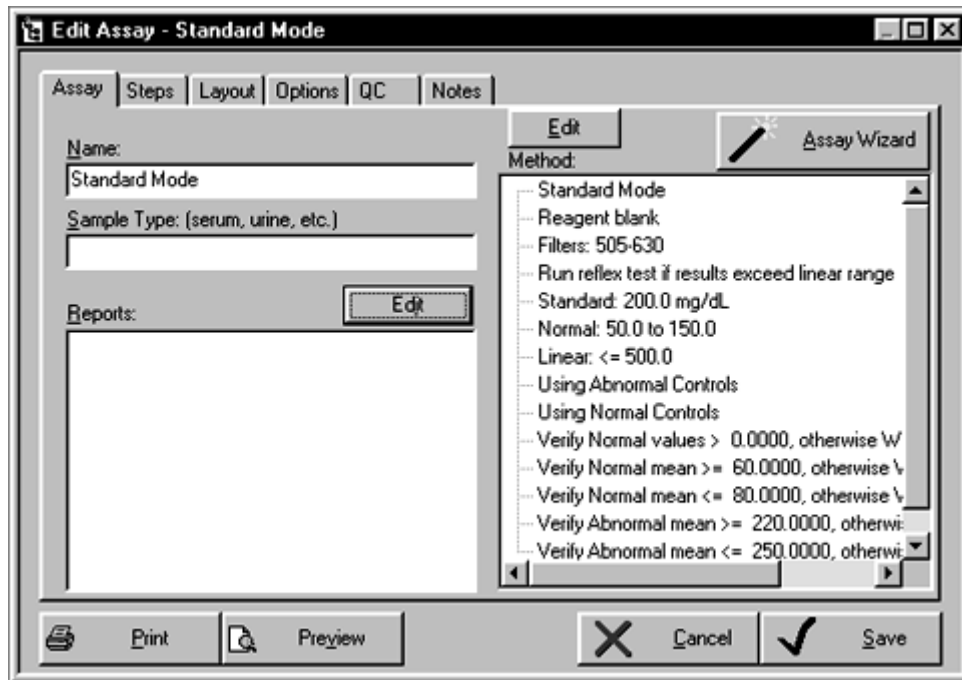 Edit Assay - Standard Mode
Assay Steps Layout Options QC Notes
Name:
Standard Mode
Sample Type: (serum, urine, etc.)
Reports:
Edit
Edit
Assay Wizard
Method:
Standard Mode
Reagent blank
Filters: 505-630
Run reflex test if results exceed linear range
Standard: 200.0 mg/dL
Normal: 50.0 to 150.0
Linear: <= 500.0
Using Abnormal Controls
Using Normal Controls
Verify Normal values > 0.0000, otherwise W
Verify Normal mean >= 60.0000, otherwise
Verify Normal mean <= 80.0000, otherwise
Verify Abnormal mean >= 220.0000, otherwi
Verify Abnormal mean <= 250.0000, otherwi
Print Preview Cancel Save